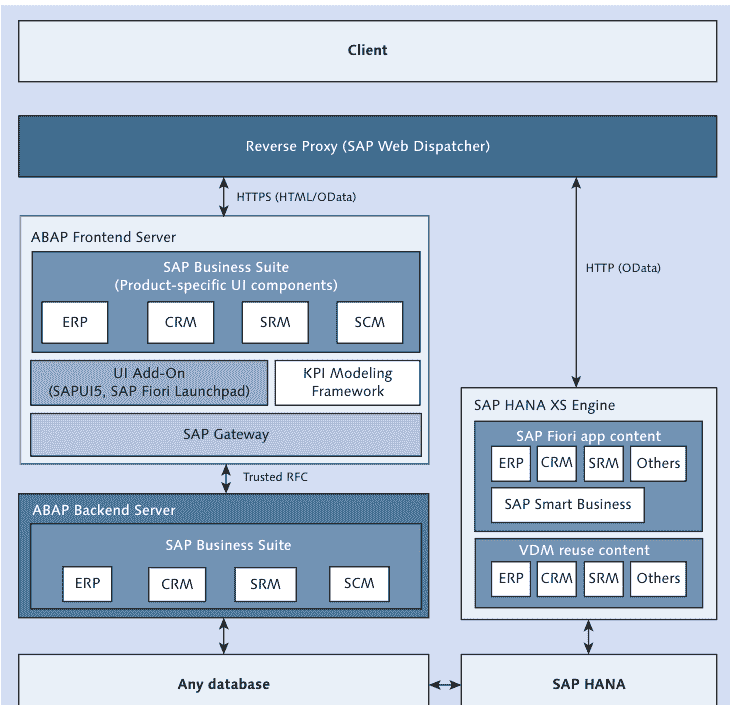 Client
Reverse Proxy (SAP Web Dispatcher)
HTTPS (HTML/OData)
HTTP (OData)
ABAP Frontend Server
SAP Business Suite
(Product-specific UI components)
ERP
CRM
SRM
SCM
UI Add-On
(SAPUI5, SAP Fiori Launchpad)
KPI Modeling
Framework
SAP Gateway
Trusted RFC
ABAP Backend Server
SAP Business Suite
ERP
CRM
SRM
SCM
SAP HANA XS Engine
SAP Fiori app content
ERP
CRM
SRM
Others
SAP Smart Business
VDM reuse content
ERP
CRM
SRM
Others
Any database
SAP HANA